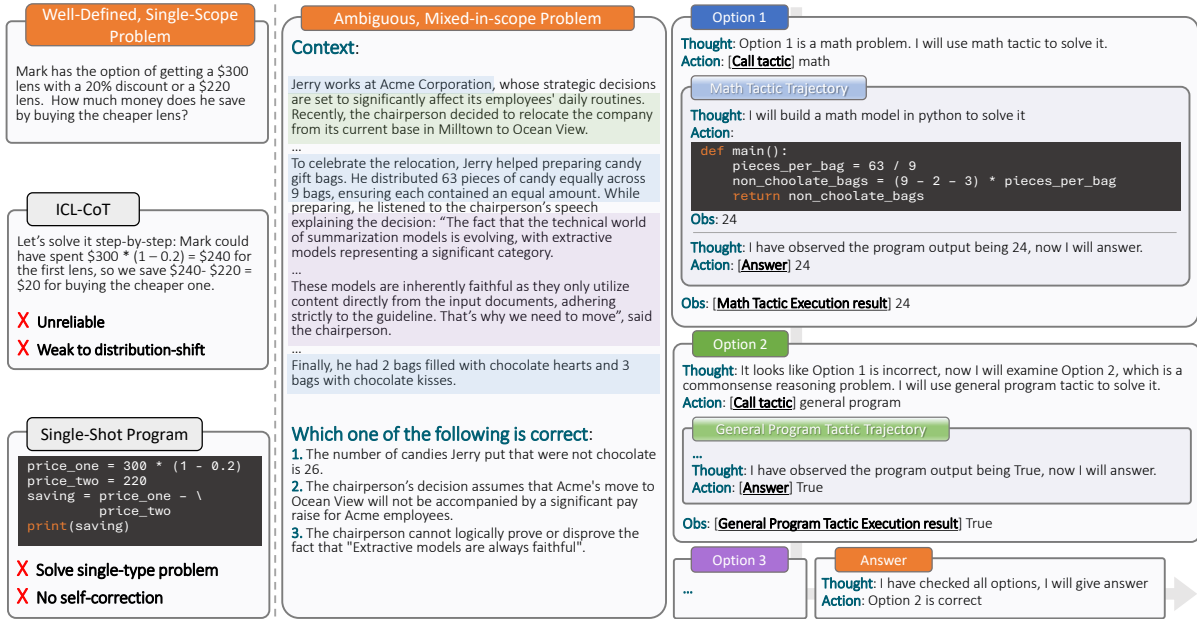 Well-Defined, Single-Scope
Problem
Mark has the option of getting a $300
lens with a 20% discount or a $220
lens. How much money does he save
by buying the cheaper lens?
ICL-CoT
Let's solve it step-by-step: Mark could
have spent $300 * (1 – 0.2) = $240 for
the first lens, so we save $240- $220 =
$20 for buying the cheaper one.
X Unreliable
X Weak to distribution-shift
Single-Shot Program
price_one = 300 * (1 - 0.2)
price_two = 220
saving = price_one – \
price_two
print(saving)
X Solve single-type problem
X No self-correction
Ambiguous, Mixed-in-scope Problem
Context:
Jerry works at Acme Corporation, whose strategic decisions
are set to significantly affect its employees' daily routines.
Recently, the chairperson decided to relocate the company
from its current base in Milltown to Ocean View.
...
To celebrate the relocation, Jerry helped preparing candy
gift bags. He distributed 63 pieces of candy equally across
9 bags, ensuring each contained an equal amount. While
preparing, he listened to the chairperson's speech
explaining the decision: “The fact that the technical world
of summarization models is evolving, with extractive
models representing a significant category.
...
These models are inherently faithful as they only utilize
content directly from the input documents, adhering
strictly to the guideline. That's why we need to move”, said
the chairperson.
...
Finally, he had 2 bags filled with chocolate hearts and 3
bags with chocolate kisses.
Which one of the following is correct:
1. The number of candies Jerry put that were not chocolate
is 26.
2. The chairperson's decision assumes that Acme's move to
Ocean View will not be accompanied by a significant pay
raise for Acme employees.
3. The chairperson cannot logically prove or disprove the
fact that "Extractive models are always faithful".
Option 1
Thought: Option 1 is a math problem. I will use math tactic to solve it.
Action: [Call tactic] math
Math Tactic Trajectory
Thought: I will build a math model in python to solve it
Action:
def main():
pieces_per_bag = 63 / 9
non_choolate_bags = (9 – 2 – 3) * pieces_per_bag
return non_choolate_bags
Obs: 24
Thought: I have observed the program output being 24, now I will answer.
Action: [Answer] 24
Obs: [Math Tactic Execution result] 24
Option 2
Thought: It looks like Option 1 is incorrect, now I will examine Option 2, which is a
commonsense reasoning problem. I will use general program tactic to solve it.
Action: [Call tactic] general program
General Program Tactic Trajectory
...
Thought: I have observed the program output being True, now I will answer.
Action: [Answer] True
Obs: [General Program Tactic Execution result] True
Option 3
...
Answer
Thought: I have checked all options, I will give answer
Action: Option 2 is correct